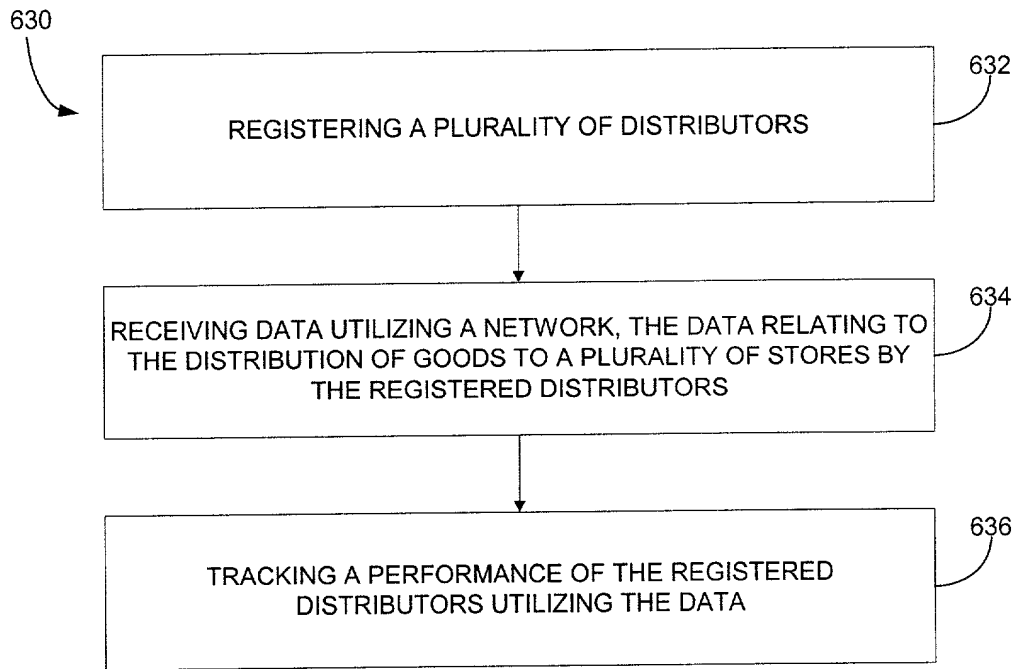 630
632
REGISTERING A PLURALITY OF DISTRIBUTORS
634
RECEIVING DATA UTILIZING A NETWORK, THE DATA RELATING TO
THE DISTRIBUTION OF GOODS TO A PLURALITY OF STORES BY
THE REGISTERED DISTRIBUTORS
636
TRACKING A PERFORMANCE OF THE REGISTERED
DISTRIBUTORS UTILIZING THE DATA